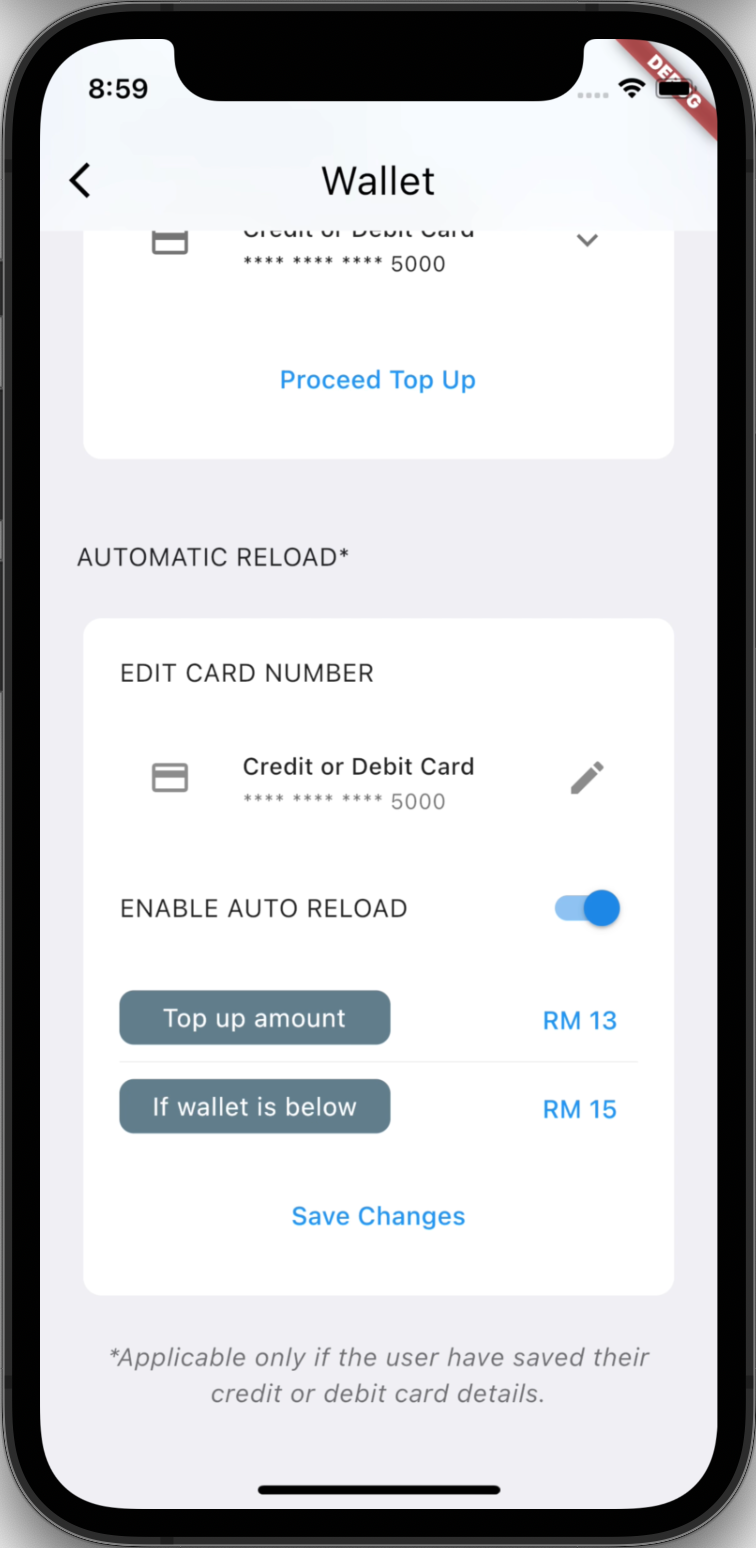 8:59
DEBUG
Wallet
Credit or Debit Card
**** **** **** 5000
Proceed Top Up
AUTOMATIC RELOAD*
EDIT CARD NUMBER
Credit or Debit Card
**** **** **** 5000
ENABLE AUTO RELOAD
Top up amount
RM 13
If wallet is below
RM 15
Save Changes
*Applicable only if the user have saved their
credit or debit card details.